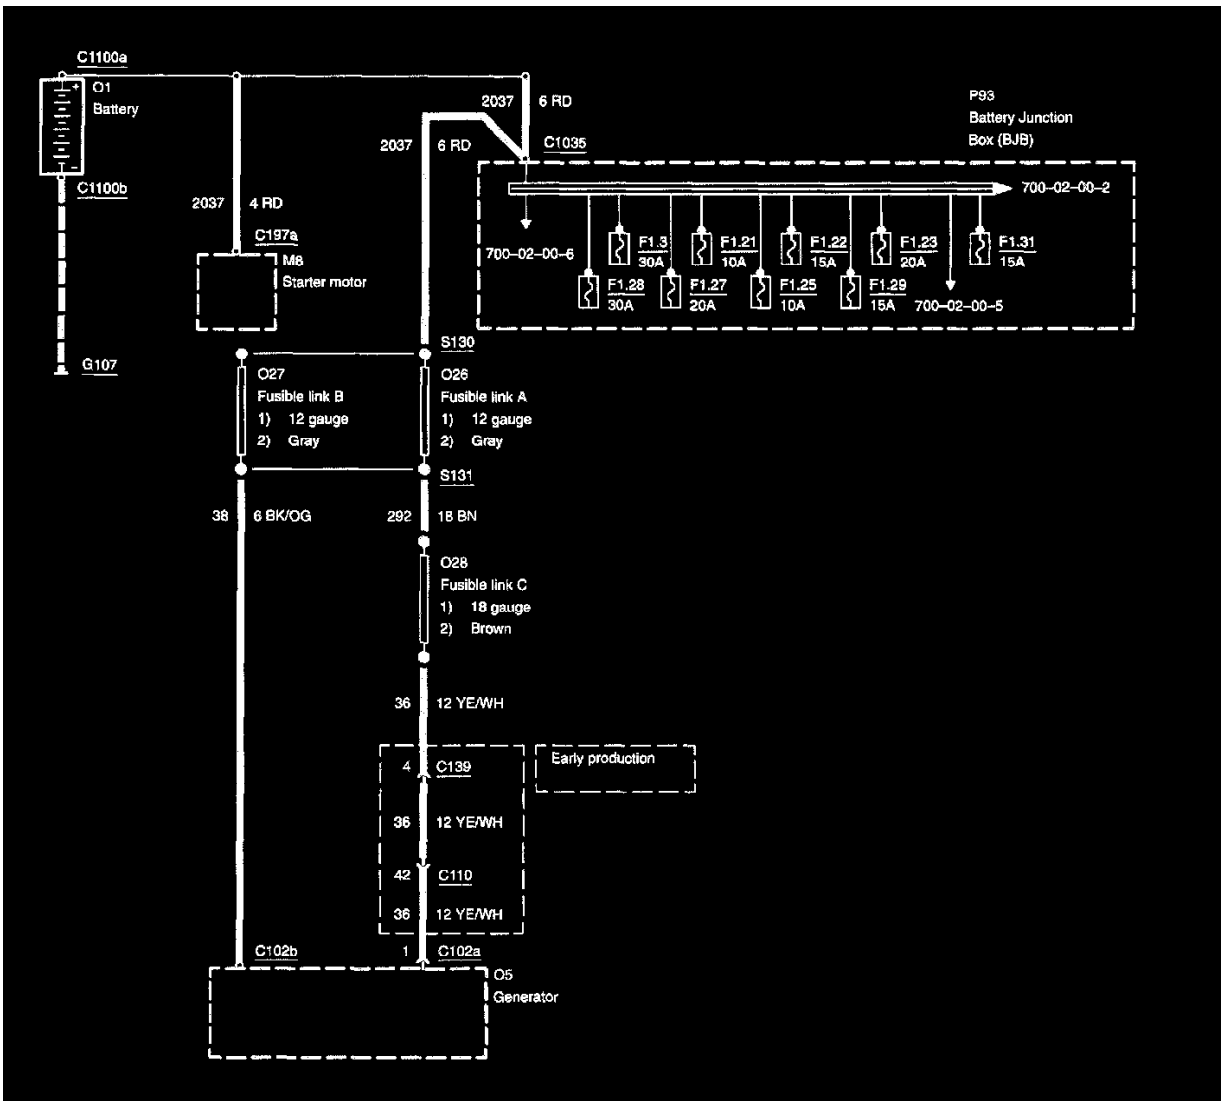 C1100a
O1
Battery
C1100b
G107
2037 4 RD
C197a
M8
Starter motor
2037 6 RD
2037 6 RD
C1035
P93
Battery Junction
Box (BJB)
700-02-00-2
700-02-00-6
F1.3
30A
F1.21
10A
F1.22
15A
F1.23
20A
F1.31
15A
F1.28
30A
F1.27
20A
F1.25
10A
F1.29
15A
700-02-00-5
S130
O27
Fusible link B
1) 12 gauge
2) Gray
O26
Fusible link A
1) 12 gauge
2) Gray
S131
38 6 BK/OG
292 18 BN
O28
Fusible link C
1) 18 gauge
2) Brown
36 12 YE/WH
4 C139
Early production
36 12 YE/WH
42 C110
36 12 YE/WH
C102b
1 C102a
O5
Generator